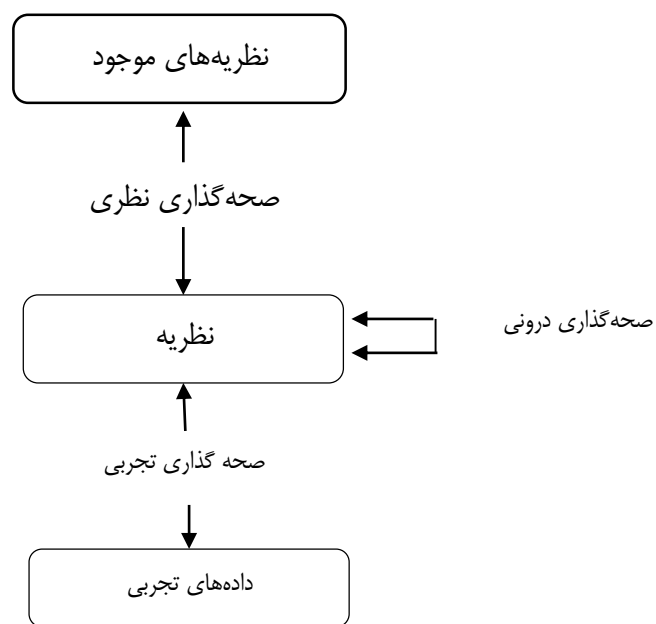 نظریه‌های موجود
صحه‌گذاری نظری
نظریه
صحه‌گذاری درونی
صحه گذاری تجربی
داده‌های تجربی